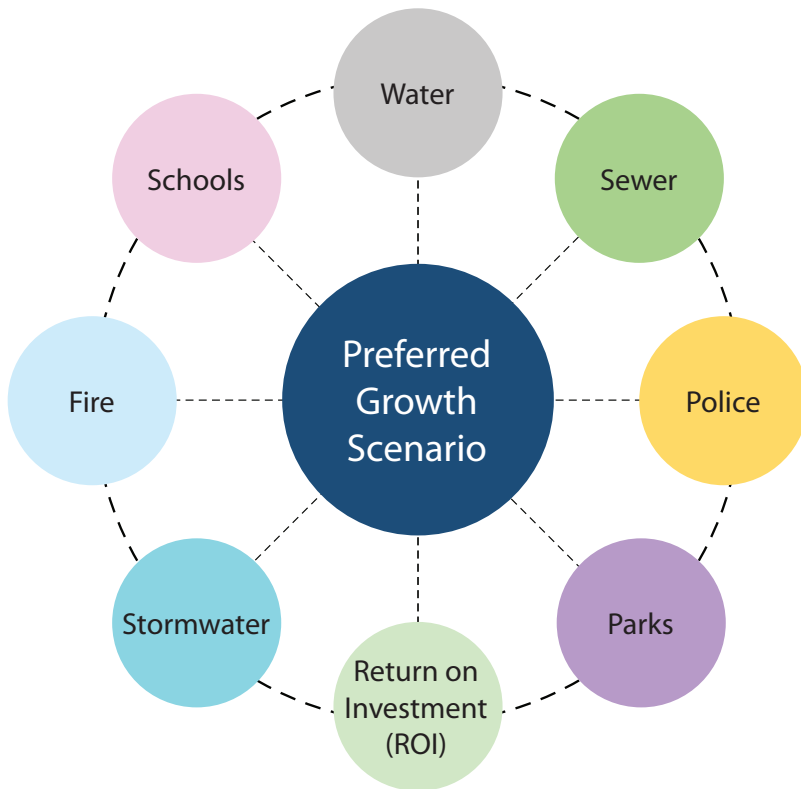 Water
Schools
Sewer
Preferred
Growth
Scenario
Fire
Police
Stormwater
Parks
Return on
Investment
(ROI)